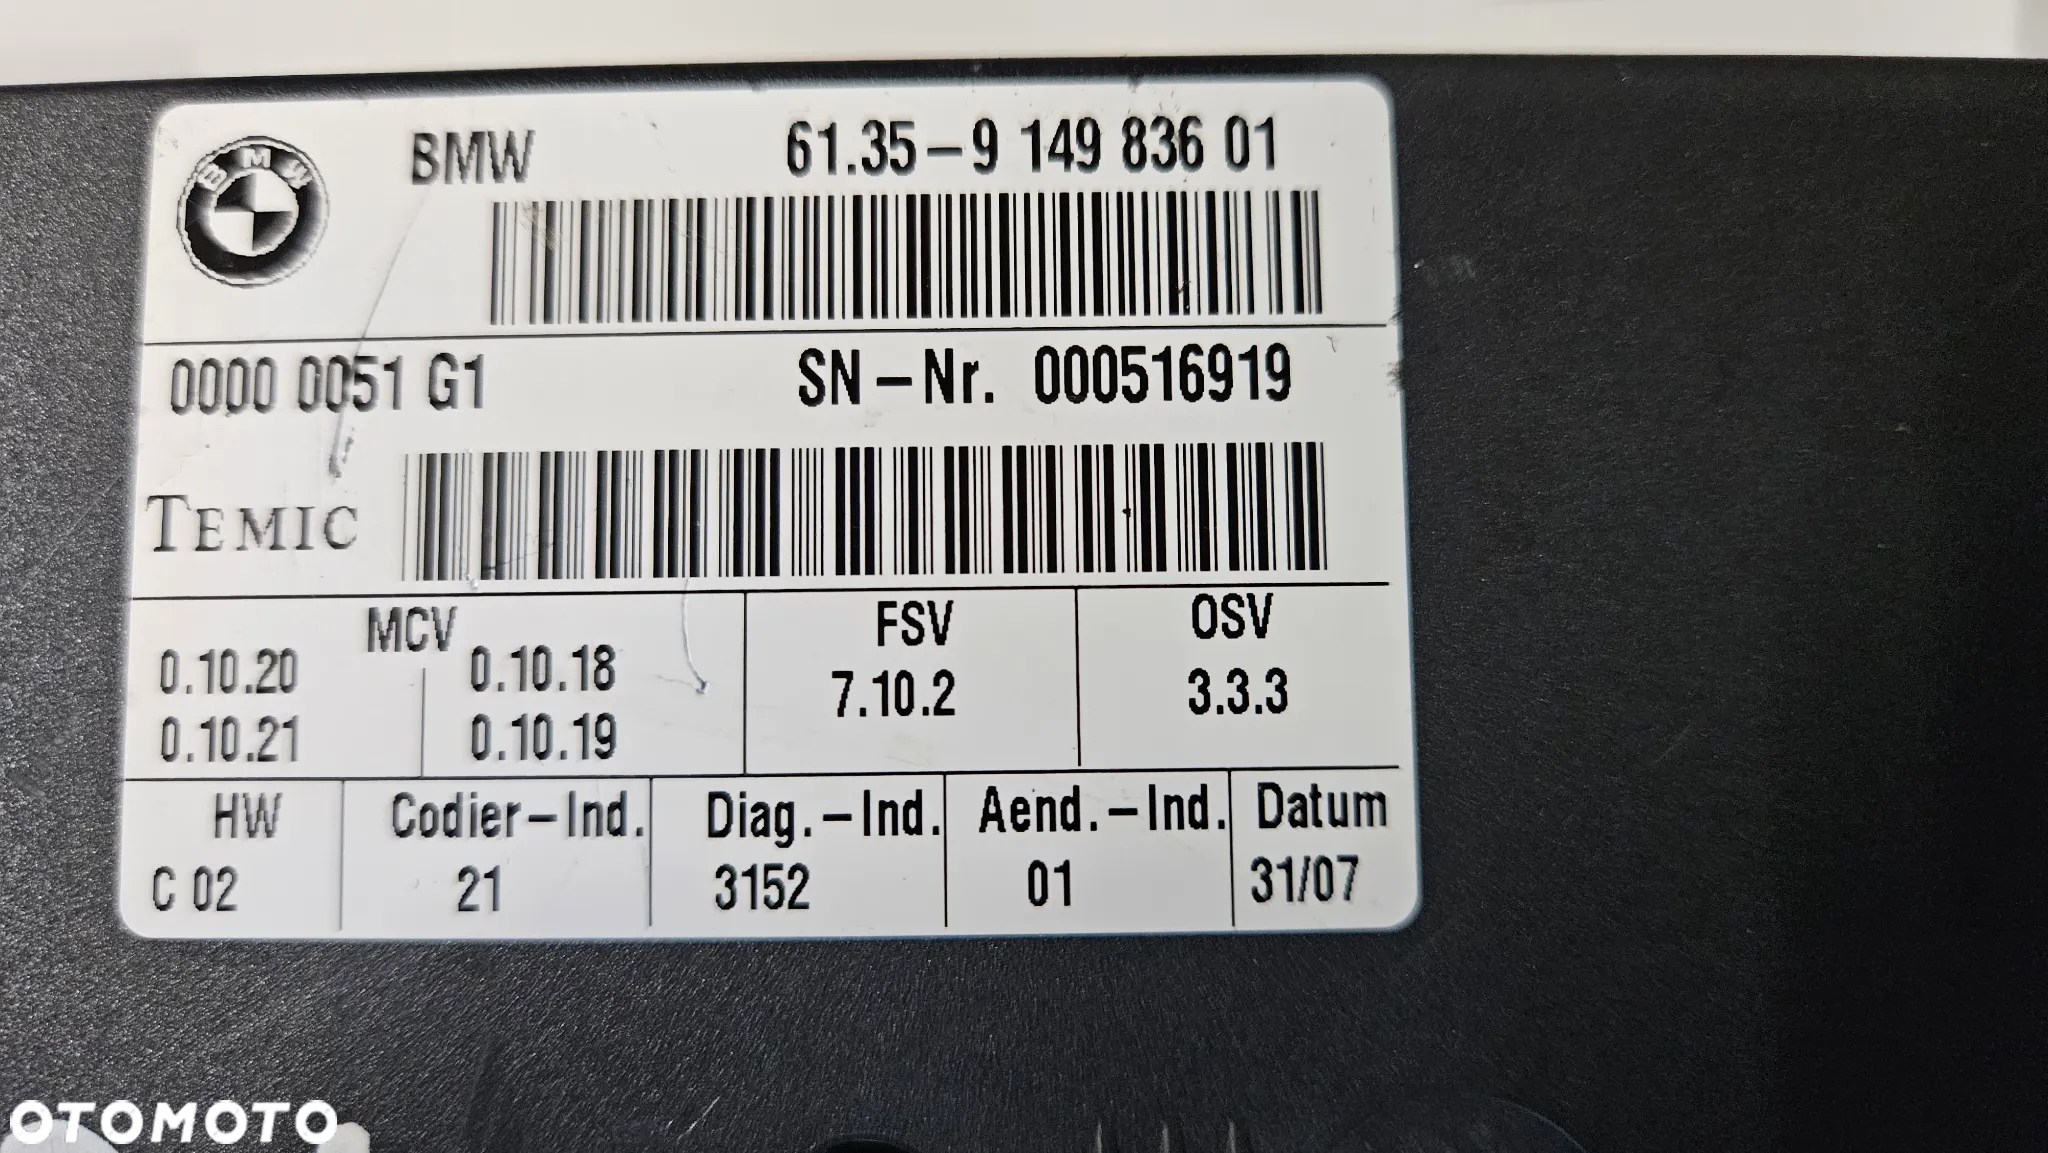 BMW
BMW 61.35-9 149 836 01
0000 0051 G1 SN-Nr. 000516919
TEMIC
MCV FSV OSV
0.10.20 0.10.18 7.10.2 3.3.3
0.10.21 0.10.19
HW Codier-Ind. Diag.-Ind. Aend.-Ind. Datum
C 02 21 3152 01 31/07
OTOMOTO